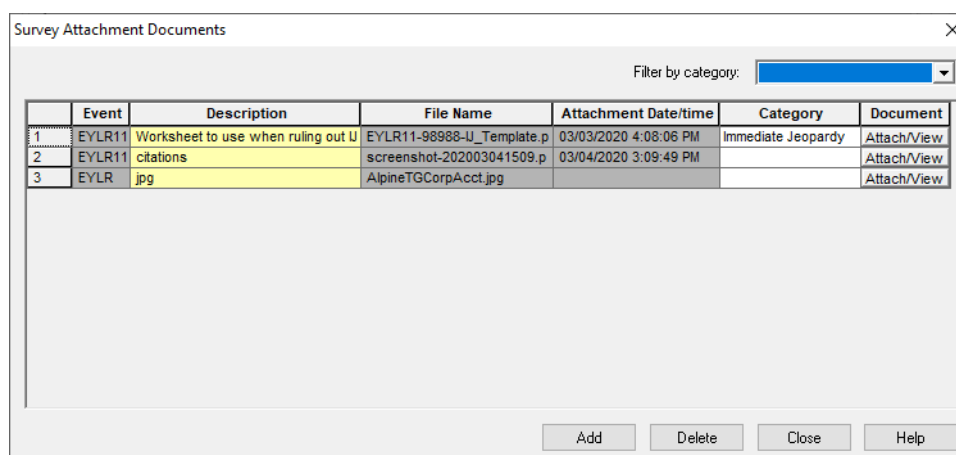 Survey Attachment Documents
Filter by category:
Event Description File Name Attachment Date/time Category Document
1 EYLR11 Worksheet to use when ruling out IJ EYLR11-98988-IJ_Template.p 03/03/2020 4:08:06 PM Immediate Jeopardy Attach/View
2 EYLR11 citations screenshot-202003041509.p 03/04/2020 3:09:49 PM Attach/View
3 EYLR jpg AlpineTGCorpAcct.jpg Attach/View
Add Delete Close Help